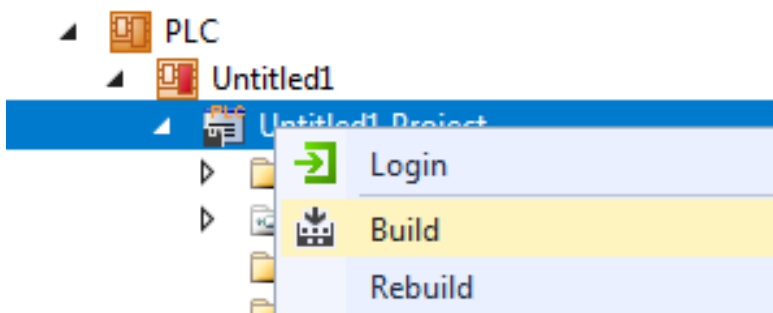 PLC
Untitled1
Untitled1 Project
Login
Build
Rebuild